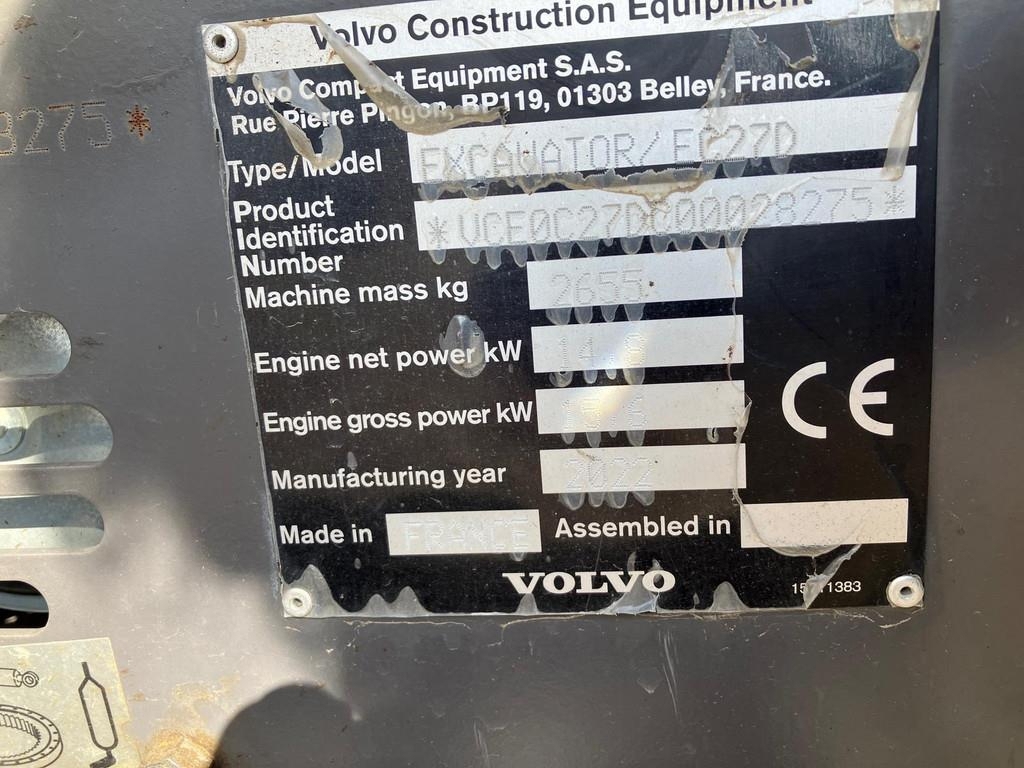 8275*
Volvo Construction Equipment
Volvo Compact Equipment S.A.S.
Rue Pierre Pingon, BP119, 01303 Belley, France.
Type/Model EXCAVATOR/ EC27D
Product
Identification
Number *VCE0C27DC00028275*
Machine mass kg 2655
Engine net power kW 14.8
Engine gross power kW
Manufacturing year 2022
Made in FRANCE Assembled in
CE
VOLVO